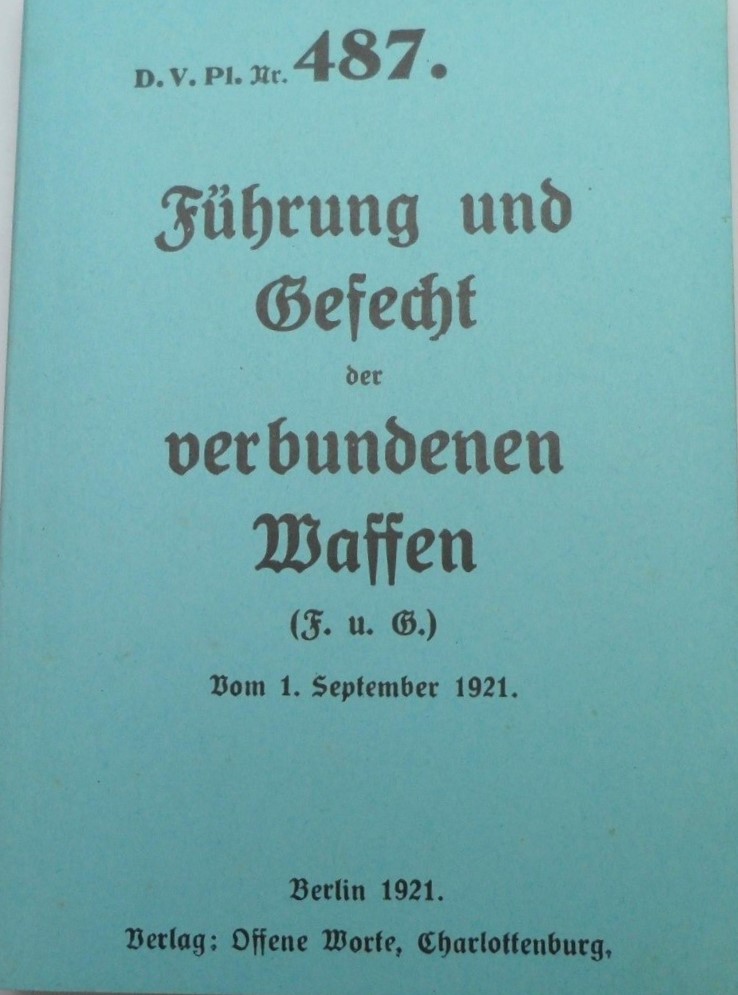 D. V. Pl. Nr. 487.
Führung und
Gefecht
der
verbundenen
Waffen
(F. u. G.)
Vom 1. September 1921.
Berlin 1921.
Verlag: Offene Worte, Charlottenburg,